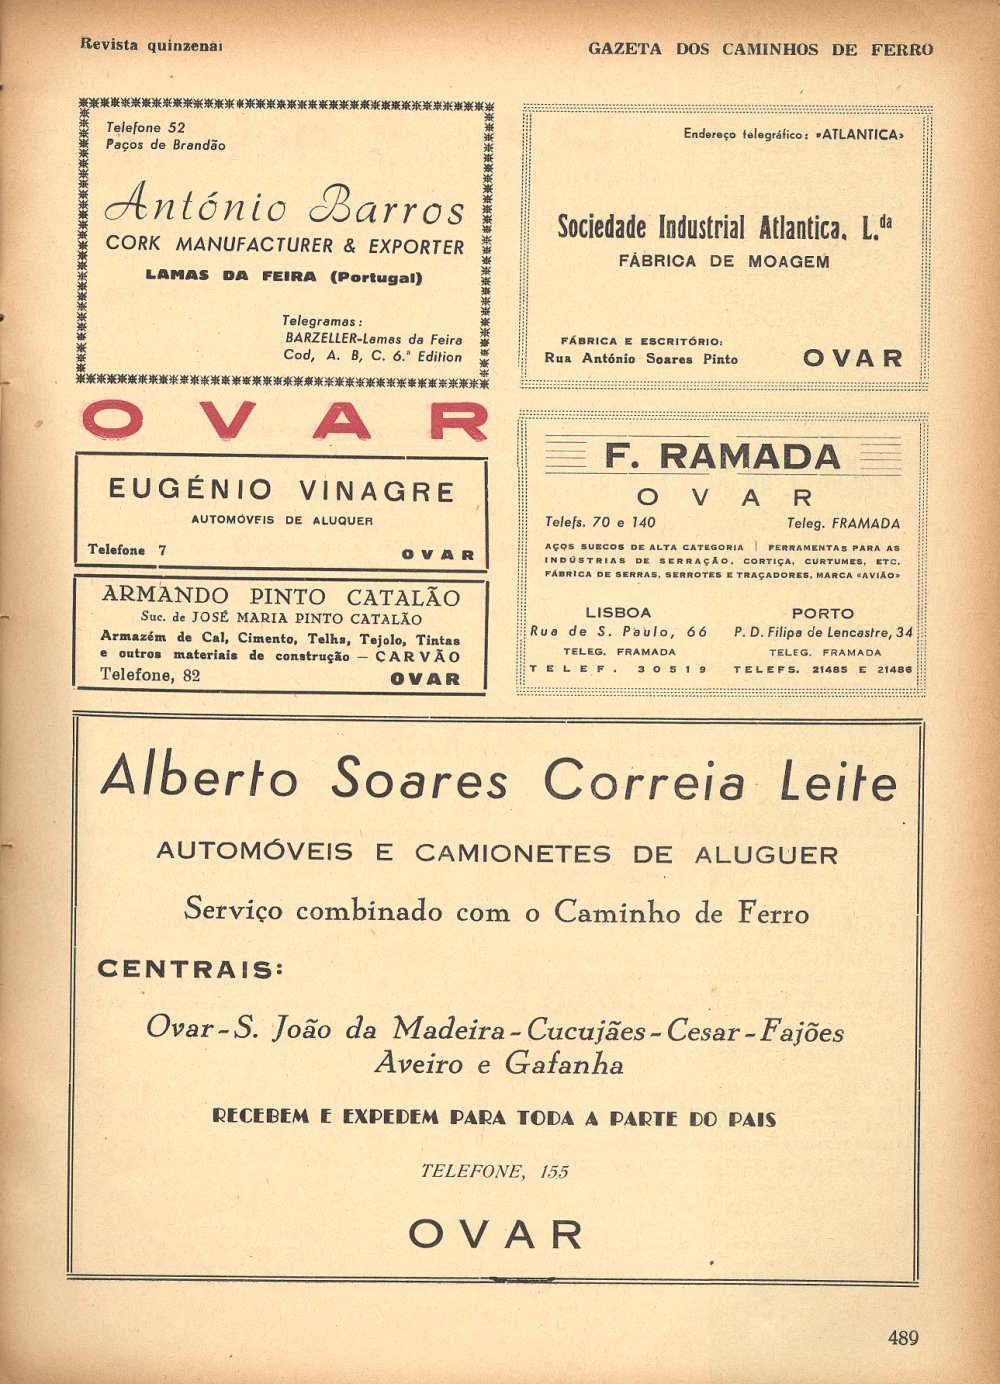 Revista quinzenal
GAZETA DOS CAMINHOS DE FERRO
Telefone 52
Paços de Brandão
António Barros
CORK MANUFACTURER & EXPORTER
LAMAS DA FEIRA (Portugal)
Telegramas:
BARZELLER-Lamas da Feira
Cod, A. B, C. 6.ª Edition
Endereço telegráfico: «ATLANTICA»
Sociedade Industrial Atlantica, L.da
FÁBRICA DE MOAGEM
FÁBRICA E ESCRITÓRIO:
Rua António Soares Pinto OVAR
OVAR
EUGÉNIO VINAGRE
AUTOMÓVEIS DE ALUQUER
Telefone 7 OVAR
ARMANDO PINTO CATALÃO
Suc. de JOSÉ MARIA PINTO CATALÃO
Armazém de Cal, Cimento, Telha, Tejolo, Tintas
e outros materiais de construção — CARVÃO
Telefone, 82 OVAR
F. RAMADA
OVAR
Telefs. 70 e 140 Teleg. FRAMADA
AÇOS SUECOS DE ALTA CATEGORIA | FERRAMENTAS PARA AS
INDÚSTRIAS DE SERRAÇÃO, CORTIÇA, CURTUMES, ETC.
FÁBRICA DE SERRAS, SERROTES E TRAÇADORES, MARCA «AVIÃO»
LISBOA
Rua de S. Paulo, 66
TELEG. FRAMADA
TELEF. 30519
PORTO
P. D. Filipa de Lencastre, 34
TELEG. FRAMADA
TELEFS. 21485 E 21486
Alberto Soares Correia Leite
AUTOMÓVEIS E CAMIONETES DE ALUGUER
Serviço combinado com o Caminho de Ferro
CENTRAIS:
Ovar-S. João da Madeira-Cucujães-Cesar-Fajões
Aveiro e Gafanha
RECEBEM E EXPEDEM PARA TODA A PARTE DO PAIS
TELEFONE, 155
OVAR
489